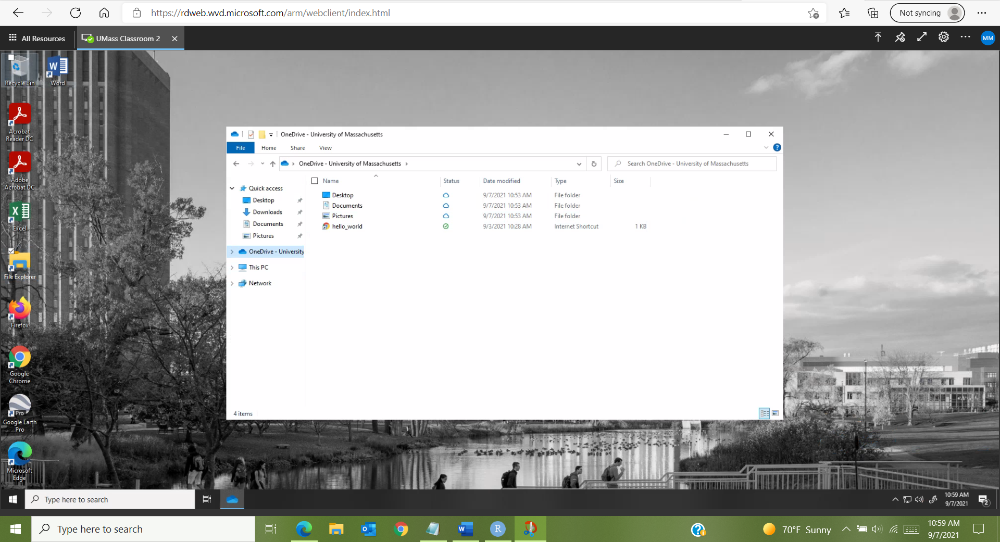 https://rdweb.wvd.microsoft.com/arm/webclient/index.html
Not syncing
All Resources
UMass Classroom 2
MM
Recycle Bin
Word
Acrobat
Reader DC
Adobe
Acrobat DC
Excel
File Explorer
Firefox
Google
Chrome
Pro
Google Earth
Pro
Microsoft
Edge
OneDrive - University of Massachusetts
File Home Share View
OneDrive - University of Massachusetts
Search OneDrive - University of Massachusetts
Quick access
Desktop
Downloads
Documents
Pictures
OneDrive - University
This PC
Network
Name Status Date modified Type Size
Desktop 9/7/2021 10:53 AM File folder
Documents 9/7/2021 10:53 AM File folder
Pictures 9/7/2021 10:53 AM File folder
hello_world 9/3/2021 10:28 AM Internet Shortcut 1 KB
4 items
Type here to search
10:59 AM
9/7/2021
2
Type here to search
70°F Sunny
10:59 AM
9/7/2021